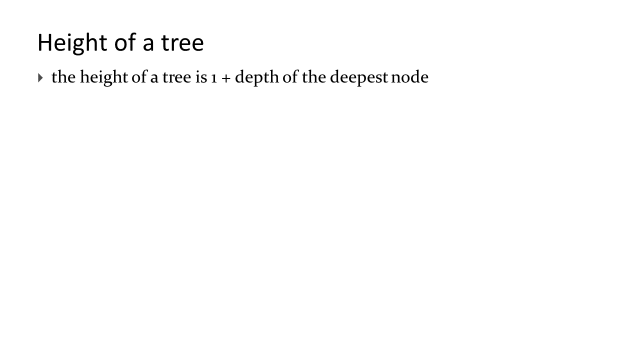 Height of a tree
the height of a tree is 1 + depth of the deepest node